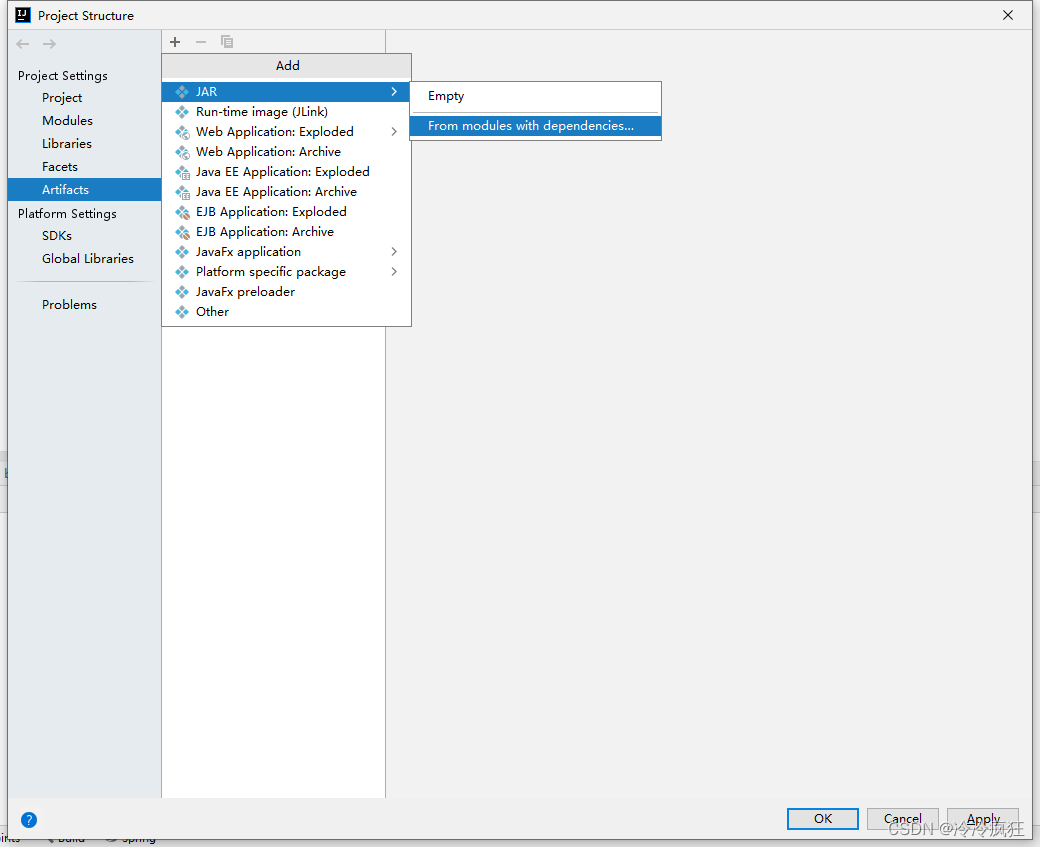 Project Structure
Project Settings
Project
Modules
Libraries
Facets
Artifacts
Platform Settings
SDKs
Global Libraries
Problems
Add
JAR
Run-time image (JLink)
Web Application: Exploded
Web Application: Archive
Java EE Application: Exploded
Java EE Application: Archive
EJB Application: Exploded
EJB Application: Archive
JavaFx application
Platform specific package
JavaFx preloader
Other
Empty
From modules with dependencies...
OK
Cancel
Apply
Build
Spring
CSDN @冷冷疯狂